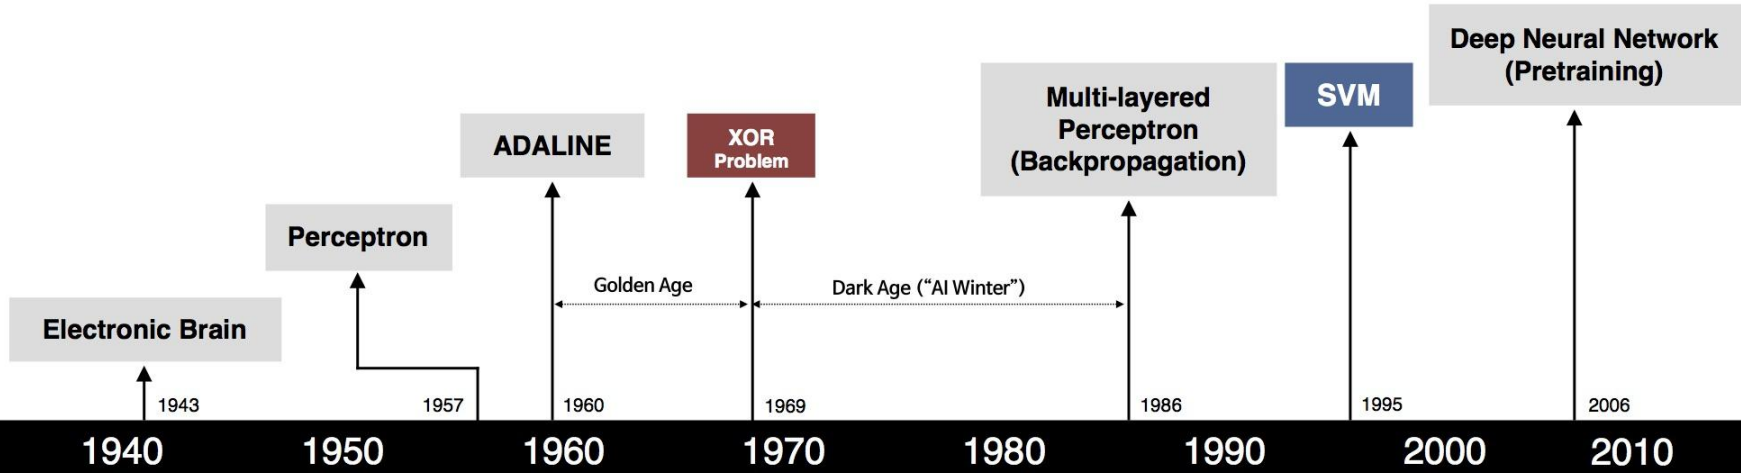 Deep Neural Network
(Pretraining)
Multi-layered
Perceptron
(Backpropagation)
SVM
ADALINE
XOR
Problem
Perceptron
Golden Age
Dark Age (“AI Winter”)
Electronic Brain
1943
1957
1960
1969
1986
1995
2006
1940 1950 1960 1970 1980 1990 2000 2010